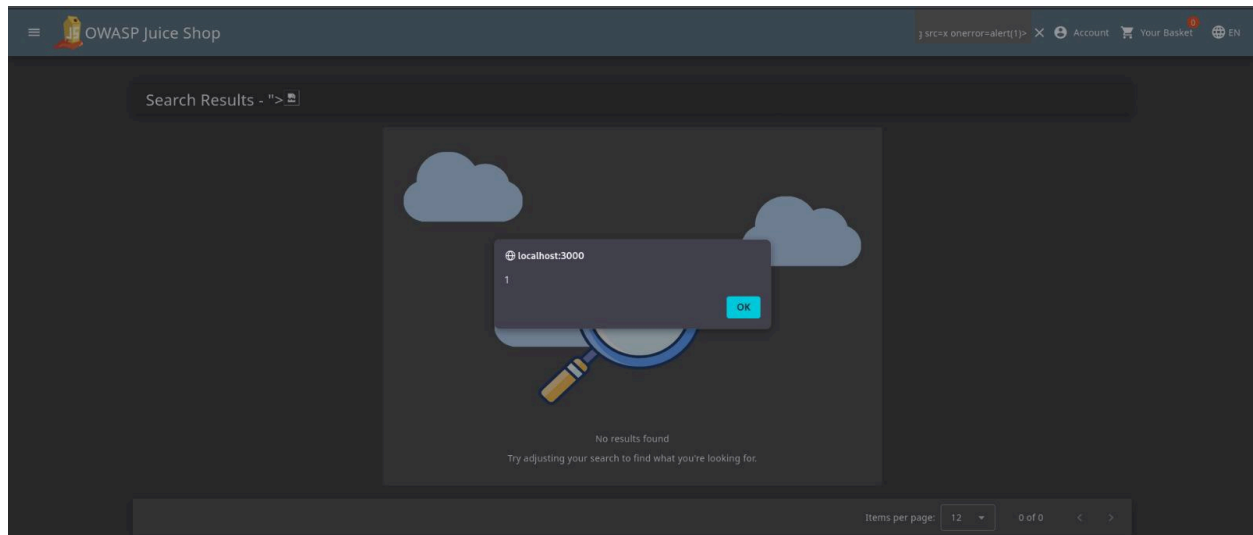 OWASP Juice Shop
src=x onerror=alert(1)>
Account
Your Basket
0
EN
Search Results - ">
localhost:3000
1
OK
No results found
Try adjusting your search to find what you're looking for.
Items per page: 12 0 of 0